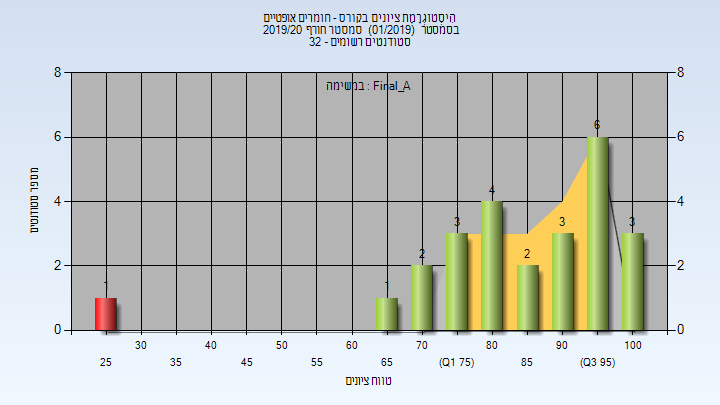 היסטוגרמת ציונים בקורס - חומרים אופטיים
בסמסטר (01/2019) סמסטר חורף 2019/20
סטודנטים רשומים - 32
במשימה : Final_A
8 8
6 6
4 4
2 2
0 0
מספר סטודנטים
1 1 2 3 4 2 3 6 3
30 40 50 60 70 80 90 100
25 35 45 55 65 (Q1 75) 85 (Q3 95)
טווח ציונים